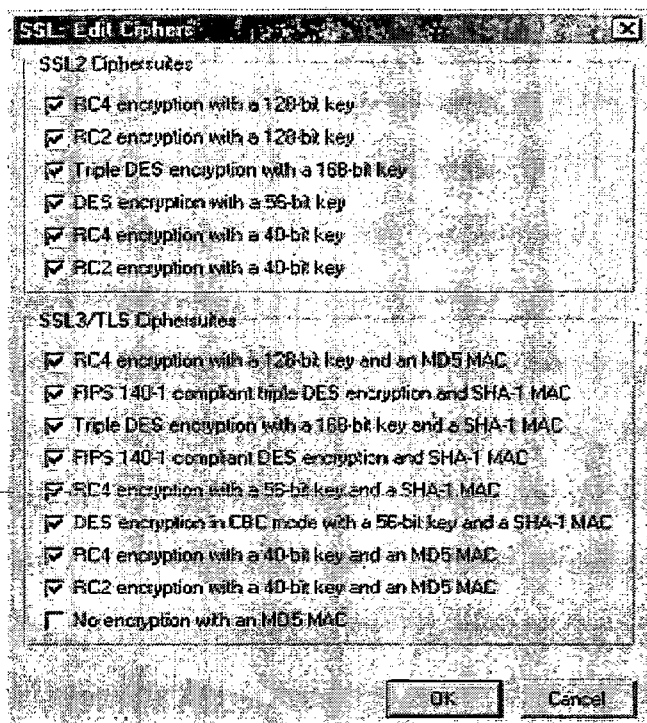 SSL: Edit Ciphers
SSL2 Ciphersuites
RC4 encryption with a 128-bit key
RC2 encryption with a 128-bit key
Triple DES encryption with a 168-bit key
DES encryption with a 56-bit key
RC4 encryption with a 40-bit key
RC2 encryption with a 40-bit key
SSL3/TLS Ciphersuites
RC4 encryption with a 128-bit key and an MD5 MAC
FIPS 140-1 compliant triple DES encryption and SHA-1 MAC
Triple DES encryption with a 168-bit key and a SHA-1 MAC
FIPS 140-1 compliant DES encryption and SHA-1 MAC
RC4 encryption with a 56-bit key and a SHA-1 MAC
DES encryption in CBC mode with a 56-bit key and a SHA-1 MAC
RC4 encryption with a 40-bit key and an MD5 MAC
RC2 encryption with a 40-bit key and an MD5 MAC
No encryption with an MD5 MAC
OK
Cancel